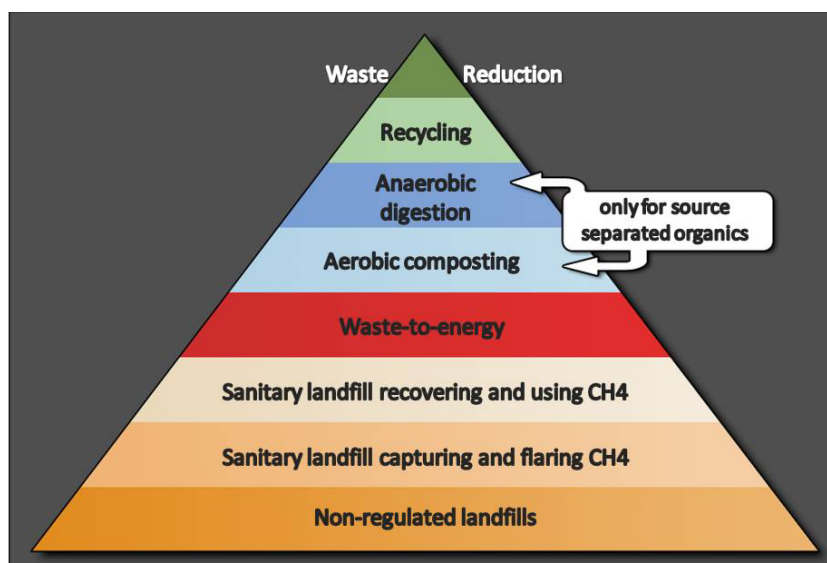 Waste Reduction
Recycling
Anaerobic
digestion
only for source
separated organics
Aerobic composting
Waste-to-energy
Sanitary landfill recovering and using CH4
Sanitary landfill capturing and flaring CH4
Non-regulated landfills